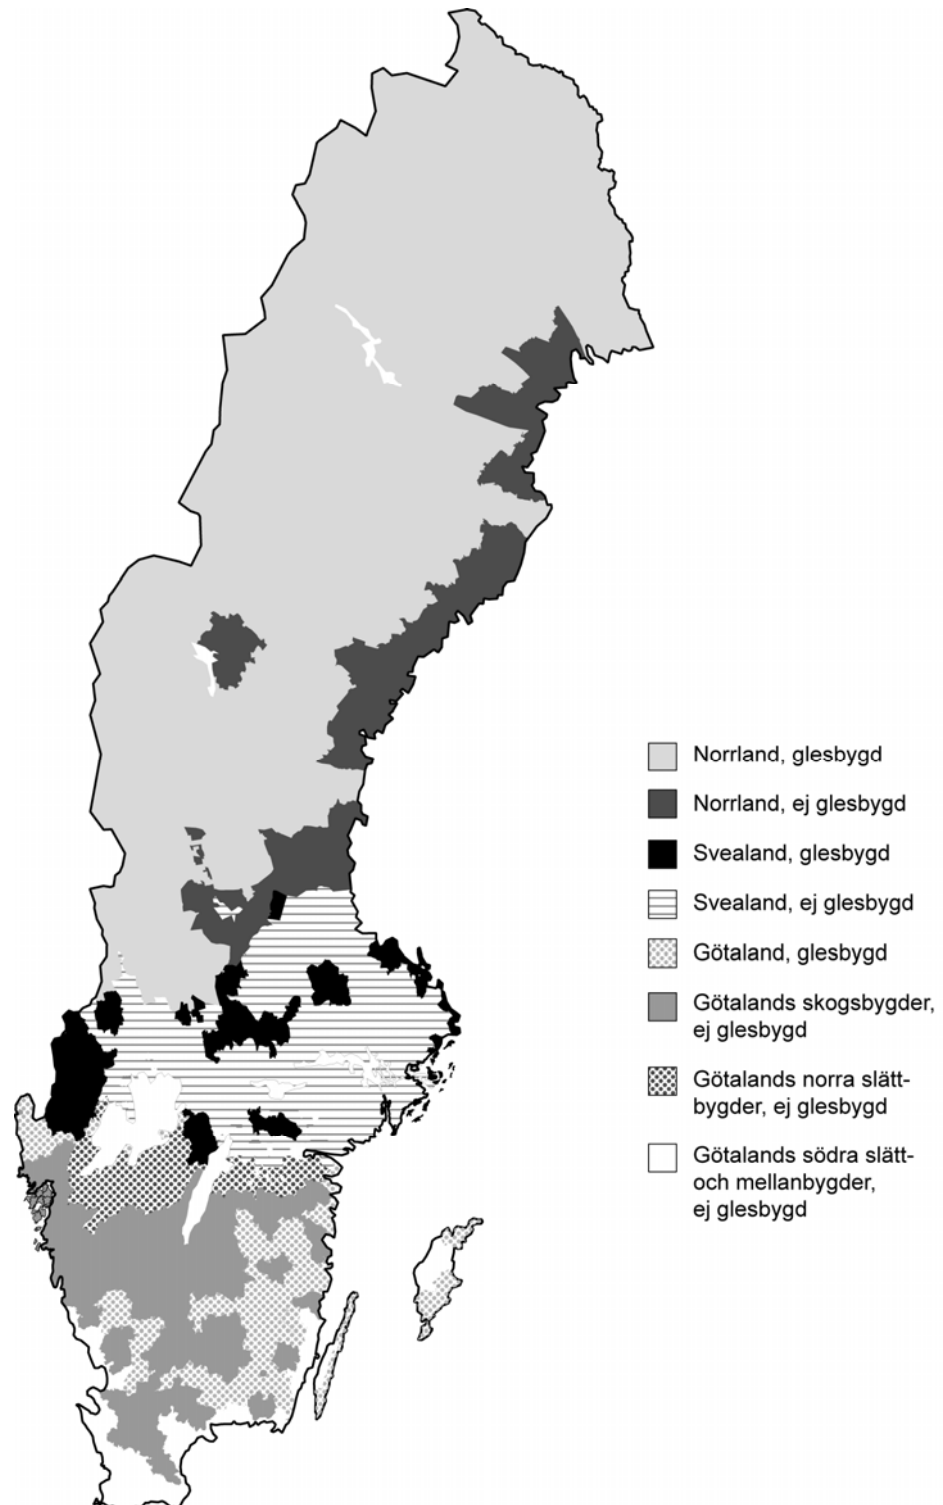 Norrland, glesbygd
Norrland, ej glesbygd
Svealand, glesbygd
Svealand, ej glesbygd
Götaland, glesbygd
Götalands skogsbygder,
ej glesbygd
Götalands norra slätt-
bygder, ej glesbygd
Götalands södra slätt-
och mellanbygder,
ej glesbygd